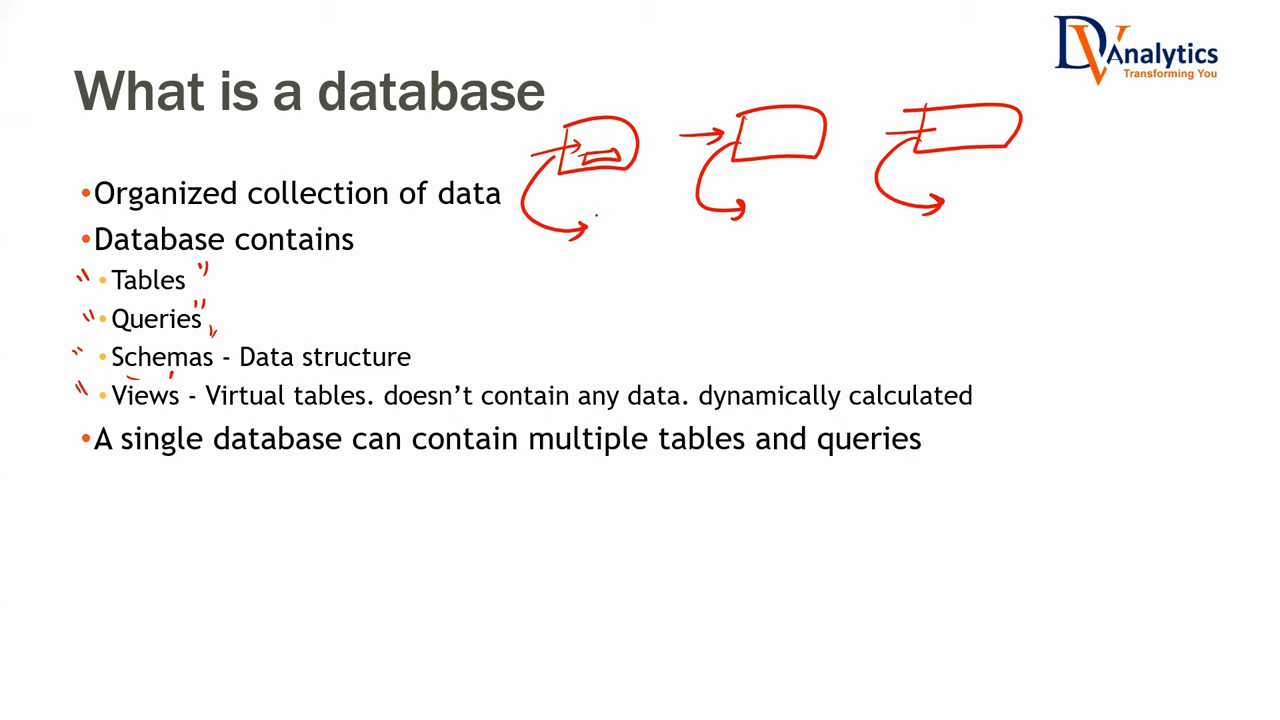 DV Analytics
Transforming You
What is a database
•Organized collection of data
•Database contains
•Tables
•Queries
•Schemas - Data structure
•Views - Virtual tables. doesn't contain any data. dynamically calculated
•A single database can contain multiple tables and queries